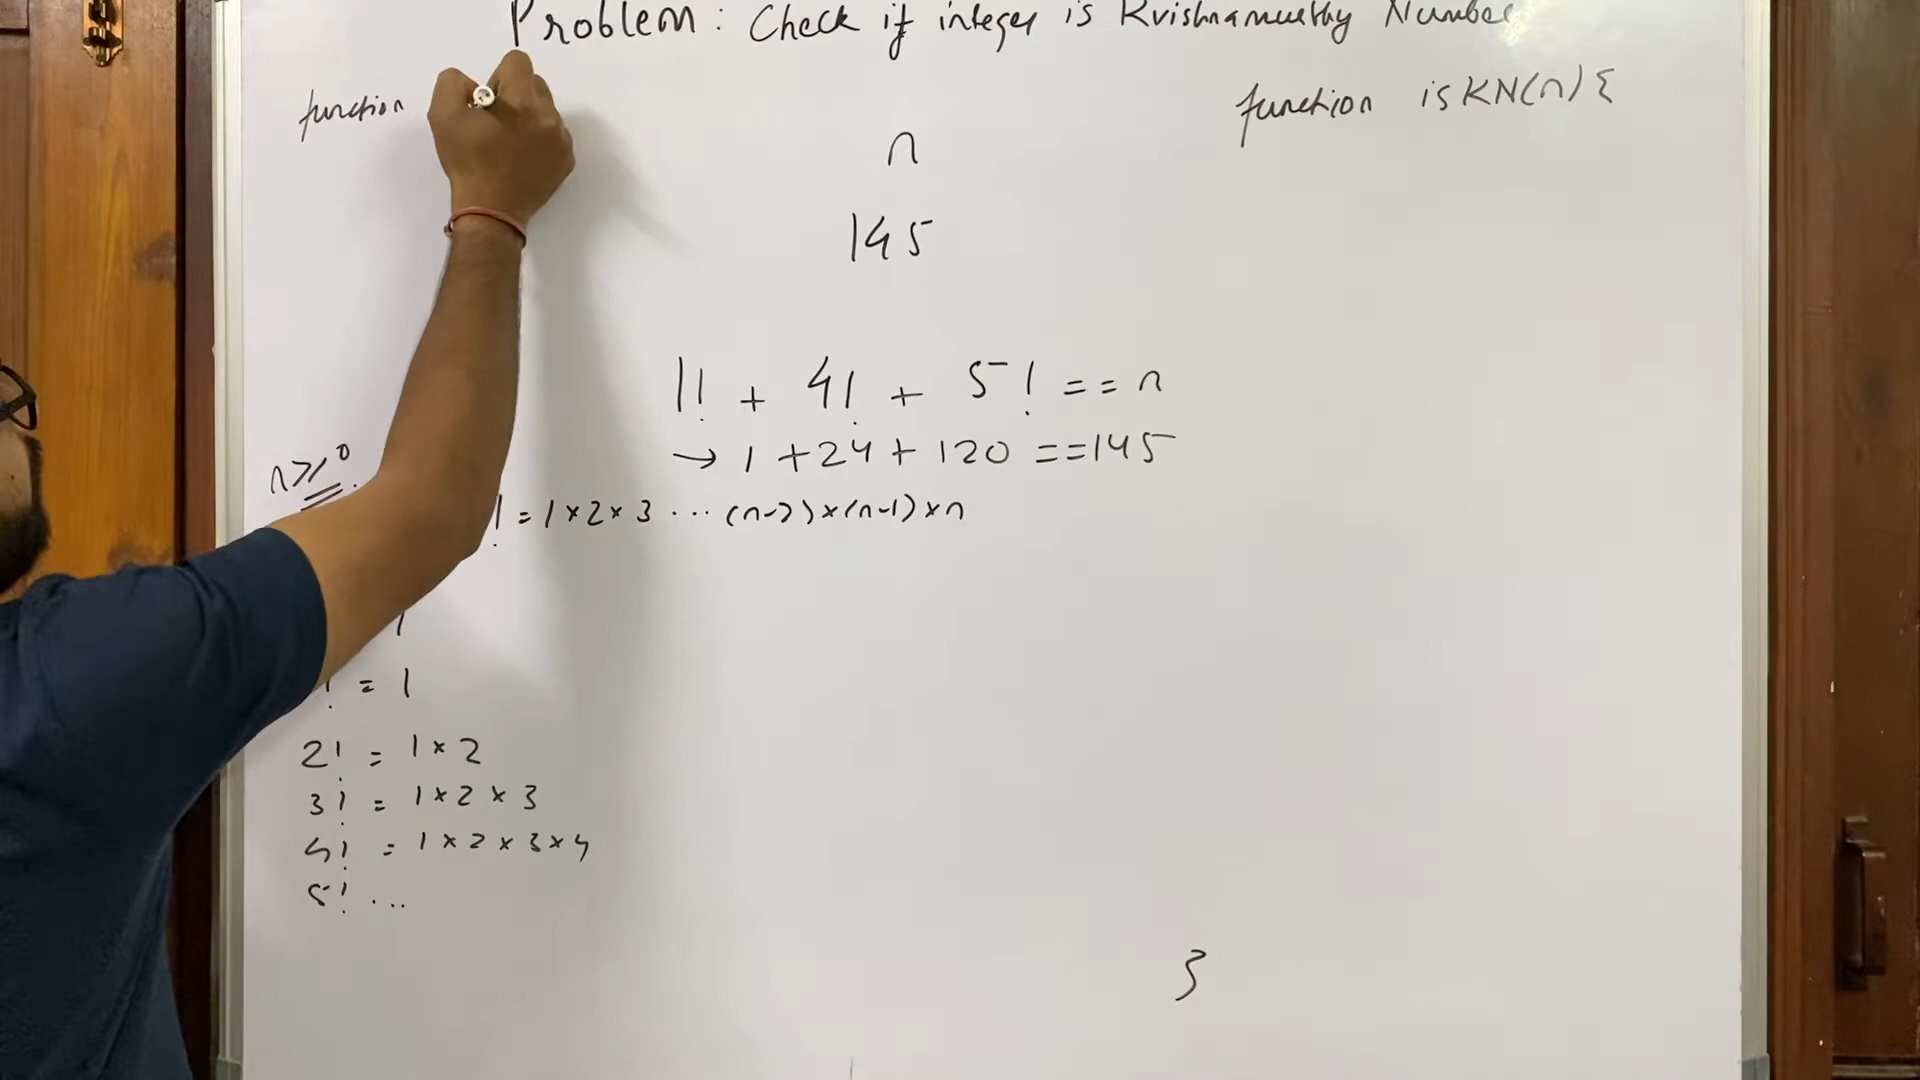 Problem : Check if integer is Krishnamurthy Number
function
function isKN(n) {
n
145
1! + 4! + 5! == n
→ 1 + 24 + 120 == 145
n ≥ 0
! = 1 × 2 × 3 ... (n-2) × (n-1) × n
1
! = 1
2! = 1 × 2
3! = 1 × 2 × 3
4! = 1 × 2 × 3 × 4
5! ...
}